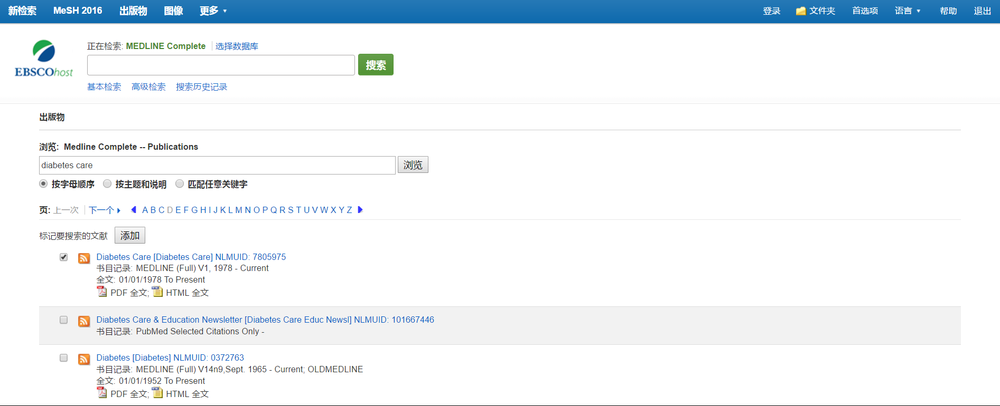 新检索 MeSH 2016 出版物 图像 更多 登录 文件夹 首选项 语言 帮助 退出
正在检索: MEDLINE Complete 选择数据库
EBSCOhost
搜索
基本检索 高级检索 搜索历史记录
出版物
浏览: Medline Complete -- Publications
diabetes care 浏览
按字母顺序 按主题和说明 匹配任意关键字
页: 上一次 下一个 A B C D E F G H I J K L M N O P Q R S T U V W X Y Z
标记要搜索的文献 添加
Diabetes Care [Diabetes Care] NLMUID: 7805975
书目记录: MEDLINE (Full) V1, 1978 - Current
全文: 01/01/1978 To Present
PDF 全文; HTML 全文
Diabetes Care & Education Newsletter [Diabetes Care Educ Newsl] NLMUID: 101667446
书目记录: PubMed Selected Citations Only -
Diabetes [Diabetes] NLMUID: 0372763
书目记录: MEDLINE (Full) V14n9,Sept. 1965 - Current; OLDMEDLINE
全文: 01/01/1952 To Present
PDF 全文; HTML 全文